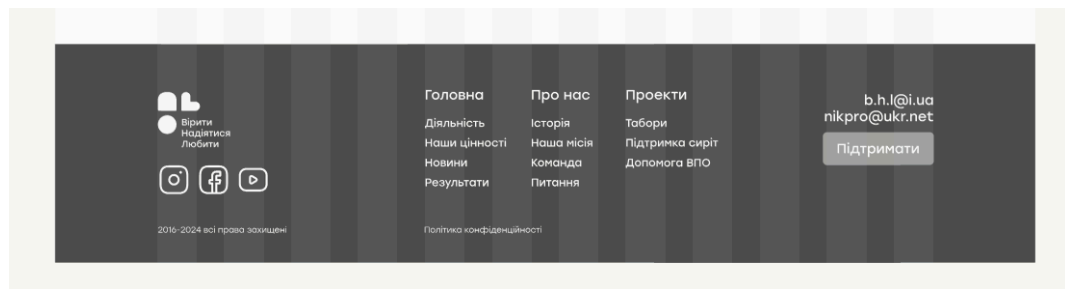 Вірити
Надіятися
Любити
2016-2024 всі права захищені
Головна
Діяльність
Наши цінності
Новини
Результати
Про нас
Історія
Наша місія
Команда
Питання
Проекти
Табори
Підтримка сиріт
Допомога ВПО
Політика конфіденційності
b.h.l@i.ua
nikpro@ukr.net
Підтримати